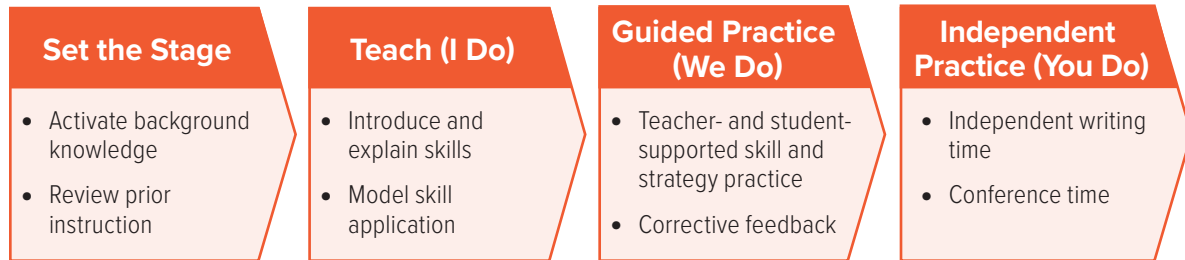 Set the Stage
• Activate background
knowledge
• Review prior
instruction
Teach (I Do)
• Introduce and
explain skills
• Model skill
application
Guided Practice
(We Do)
• Teacher- and student-
supported skill and
strategy practice
• Corrective feedback
Independent
Practice (You Do)
• Independent writing
time
• Conference time